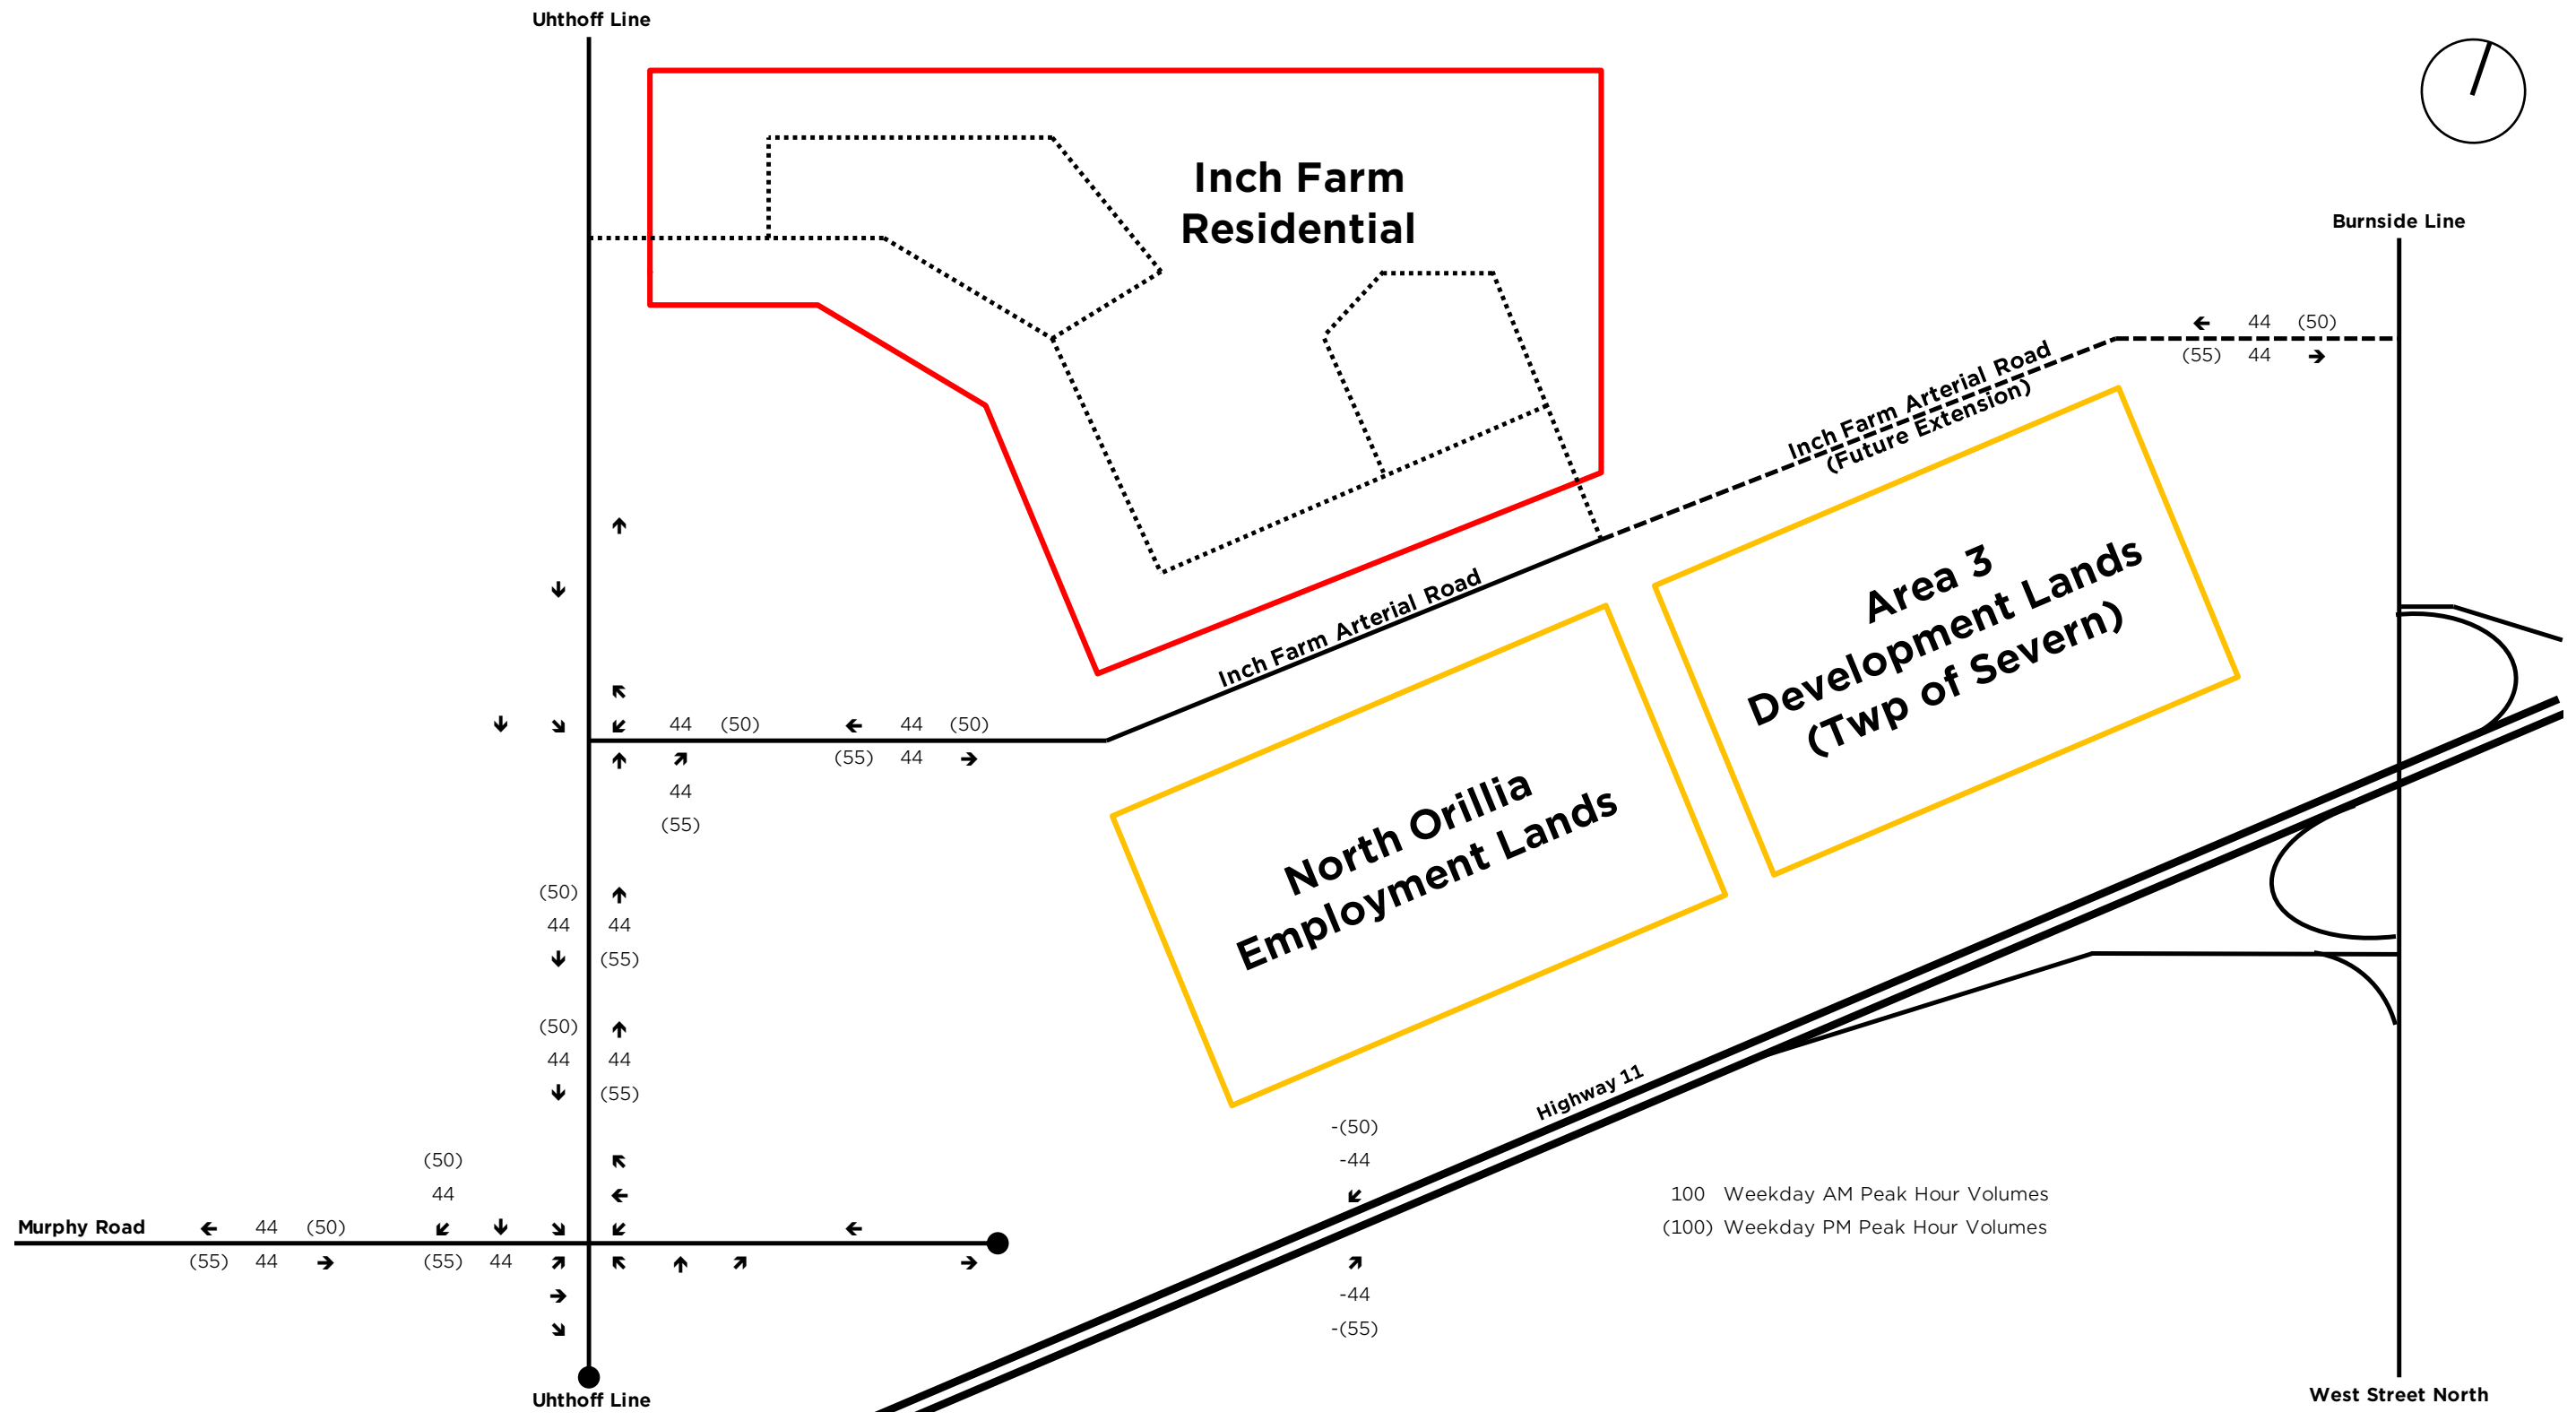 Uhthoff Line
Inch Farm
Residential
Burnside Line
44 (50)
(55) 44
Inch Farm Arterial Road
(Future Extension)
Area 3
Development Lands
(Twp of Severn)
Inch Farm Arterial Road
44 (50) 44 (50)
(55) 44
44
(55)
North Orillia
Employment Lands
(50)
44 44
(55)
(50)
44 44
(55)
Highway 11
-(50)
-44
(50)
44
100 Weekday AM Peak Hour Volumes
(100) Weekday PM Peak Hour Volumes
Murphy Road 44 (50)
(55) 44 (55) 44
-44
-(55)
Uhthoff Line
West Street North